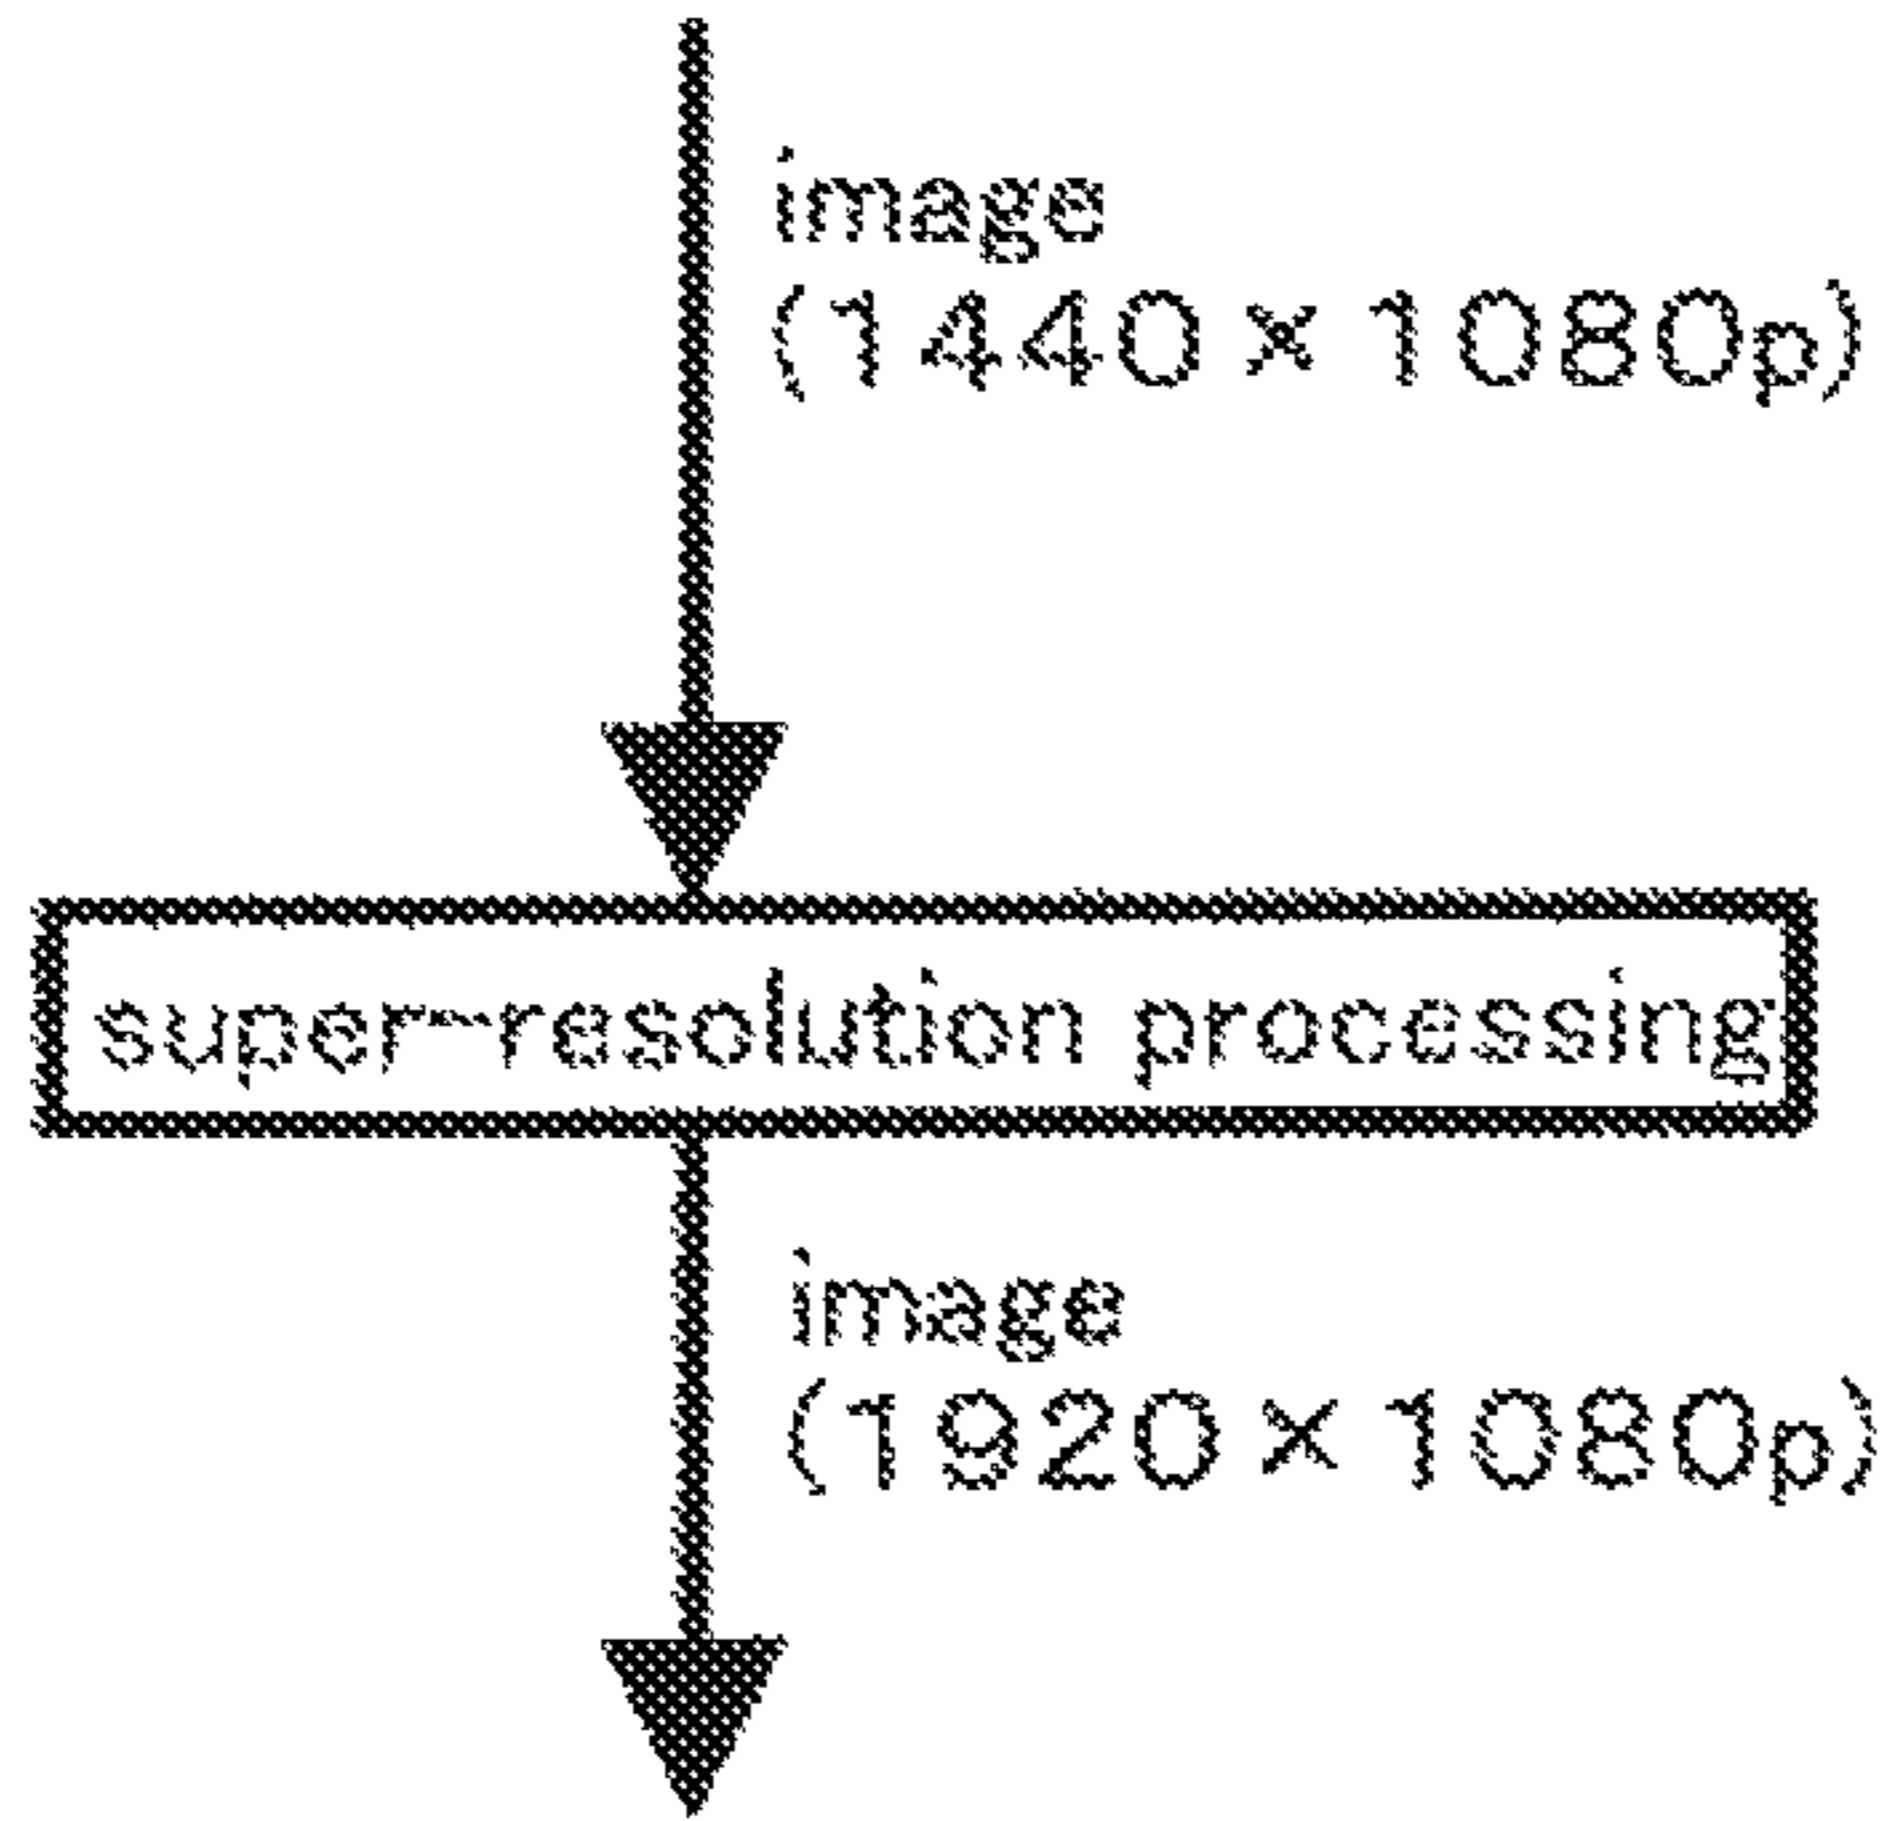 image
(1440×1080p)
super-resolution processing
image
(1920×1080p)